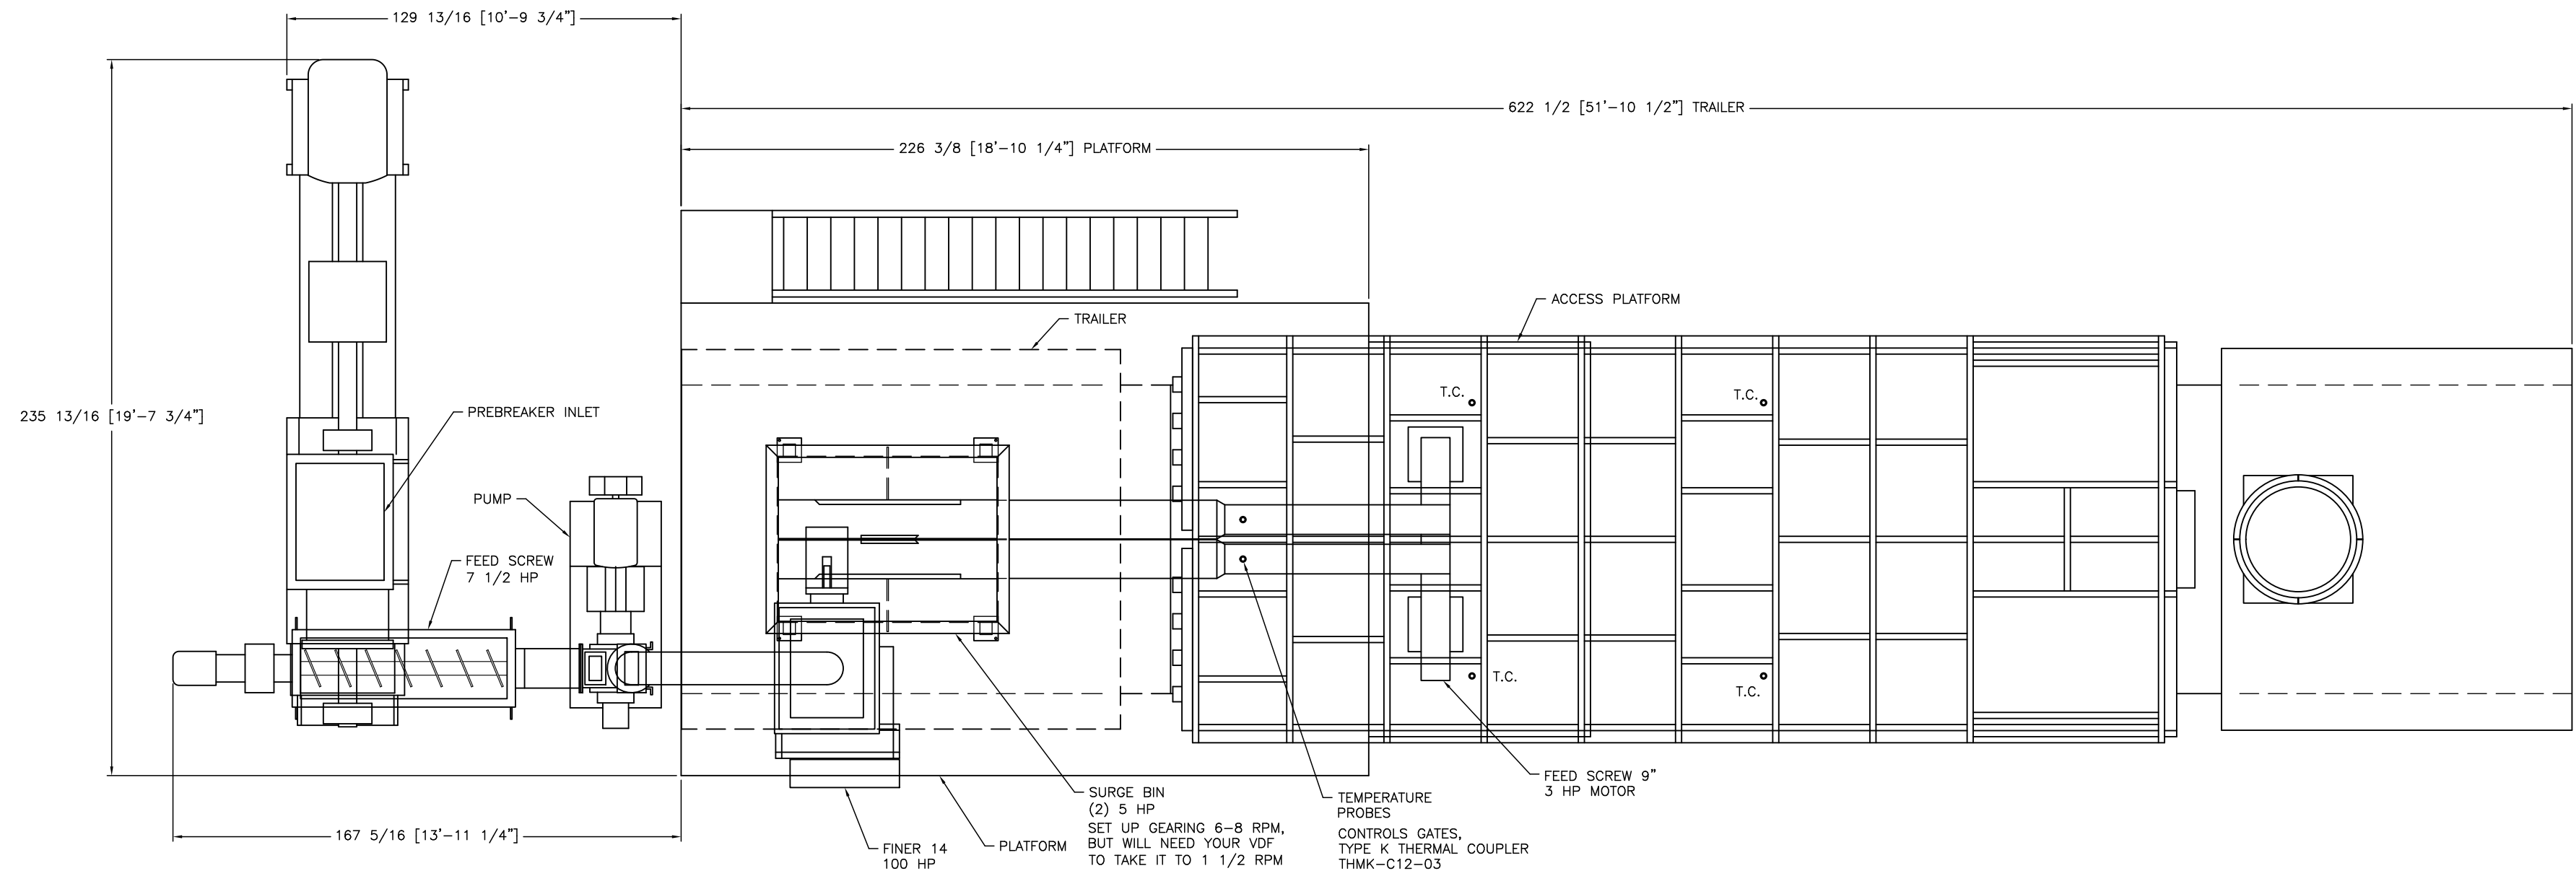 129 13/16 [10'-9 3/4"]
622 1/2 [51'-10 1/2"] TRAILER
226 3/8 [18'-10 1/4"] PLATFORM
ACCESS PLATFORM
TRAILER
T.C.
T.C.
235 13/16 [19'-7 3/4"]
PREBREAKER INLET
PUMP
FEED SCREW
7 1/2 HP
T.C.
T.C.
FEED SCREW 9"
3 HP MOTOR
SURGE BIN
(2) 5 HP
SET UP GEARING 6-8 RPM,
BUT WILL NEED YOUR VDF
TO TAKE IT TO 1 1/2 RPM
TEMPERATURE
PROBES
CONTROLS GATES,
TYPE K THERMAL COUPLER
THMK-C12-03
167 5/16 [13'-11 1/4"]
FINER 14
100 HP
PLATFORM